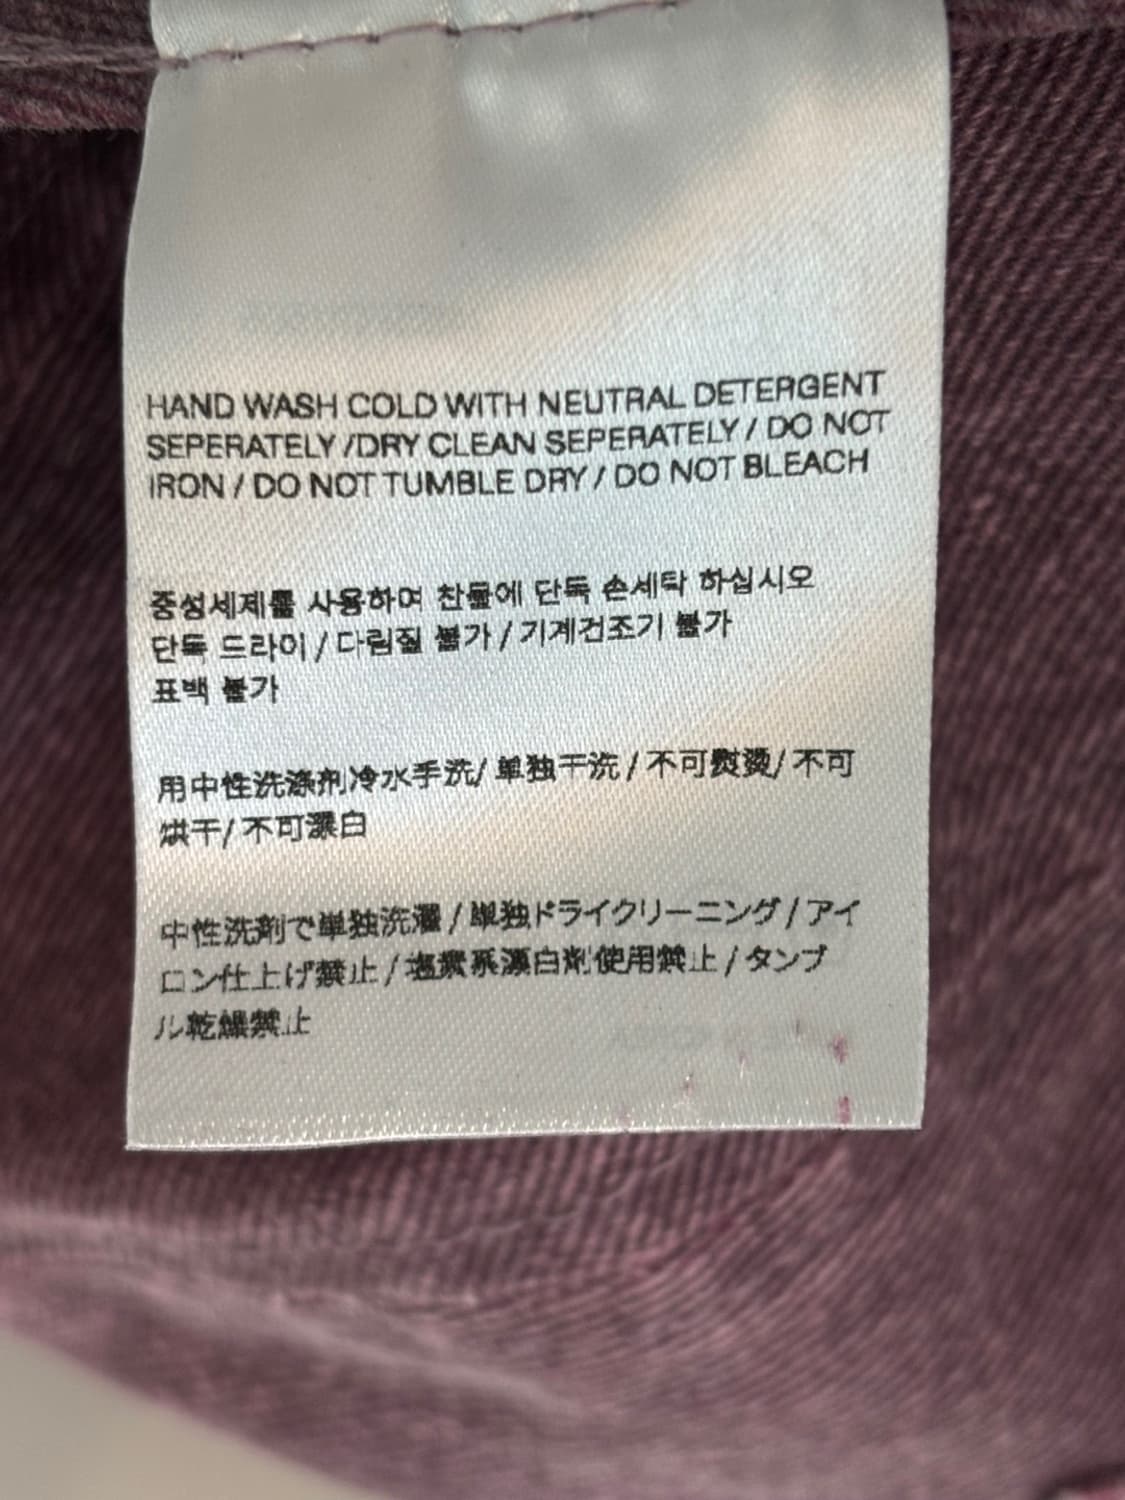 HAND WASH COLD WITH NEUTRAL DETERGENT
SEPERATELY /DRY CLEAN SEPERATELY / DO NOT
IRON / DO NOT TUMBLE DRY / DO NOT BLEACH
중성세제를 사용하여 찬물에 단독 손세탁 하십시오
단독 드라이 / 다림질 불가 / 기계건조기 불가
표백 불가
用中性洗涤剂冷水手洗/ 单独干洗 / 不可熨烫/ 不可
烘干/ 不可漂白
中性洗剤で単独洗濯 / 単独ドライクリーニング / アイ
ロン仕上げ禁止 / 塩素系漂白剤使用禁止 / タンブ
ル乾燥禁止